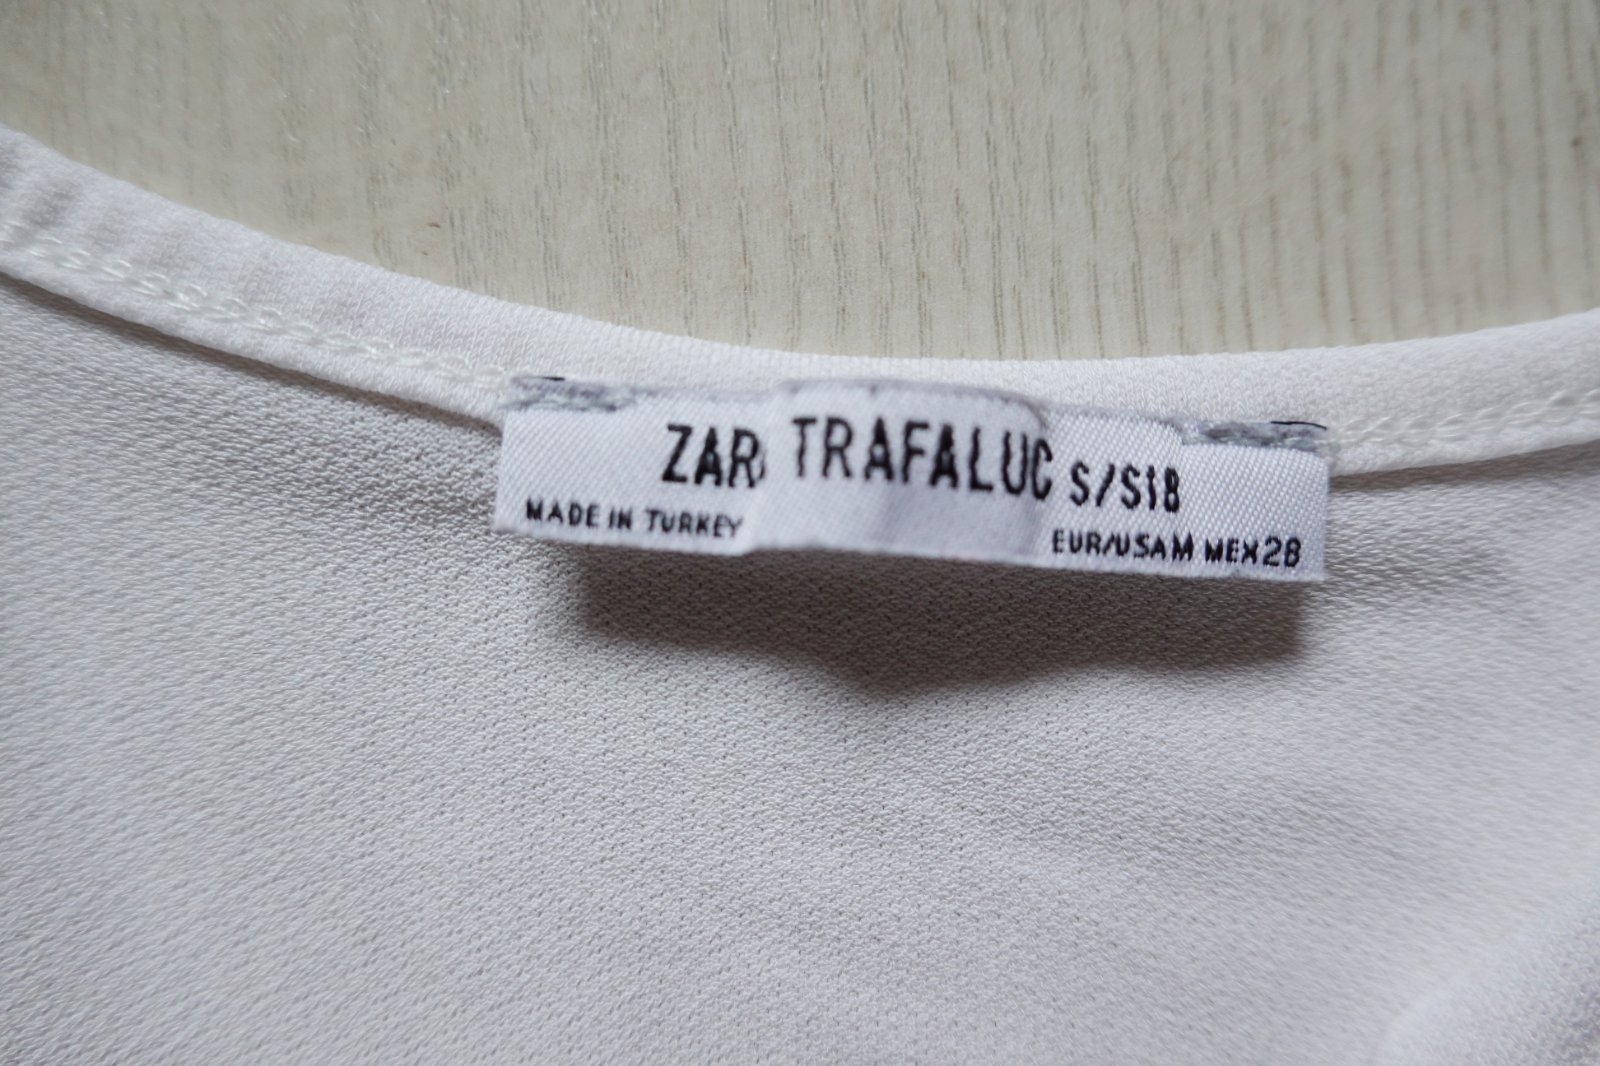 ZAR TRAFALUC S/S18
MADE IN TURKEY EUR/USA M MEX 28